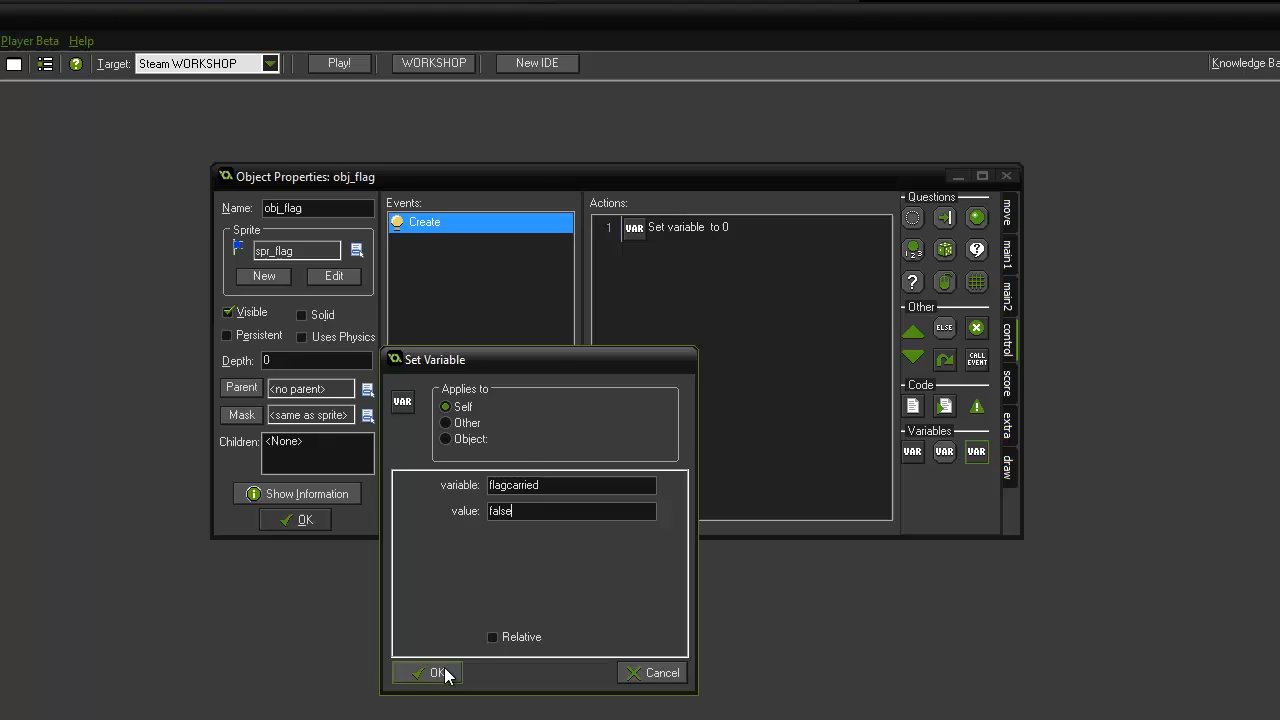 Player Beta Help
Target: Steam WORKSHOP Play! WORKSHOP New IDE Knowledge Ba
Object Properties: obj_flag
Name: obj_flag
Sprite
spr_flag
New Edit
Visible Solid
Persistent Uses Physics
Depth: 0
Parent <no parent>
Mask <same as sprite>
Children: <None>
Show Information
OK
Events:
Create
Actions:
1 VAR Set variable to 0
Questions
1 2 3
?
?
Other
ELSE
CALL
EVENT
Code
Variables
VAR VAR VAR
move
main1
main2
control
score
extra
draw
Set Variable
VAR
Applies to
Self
Other
Object:
variable: flagcarried
value: false
Relative
OK Cancel